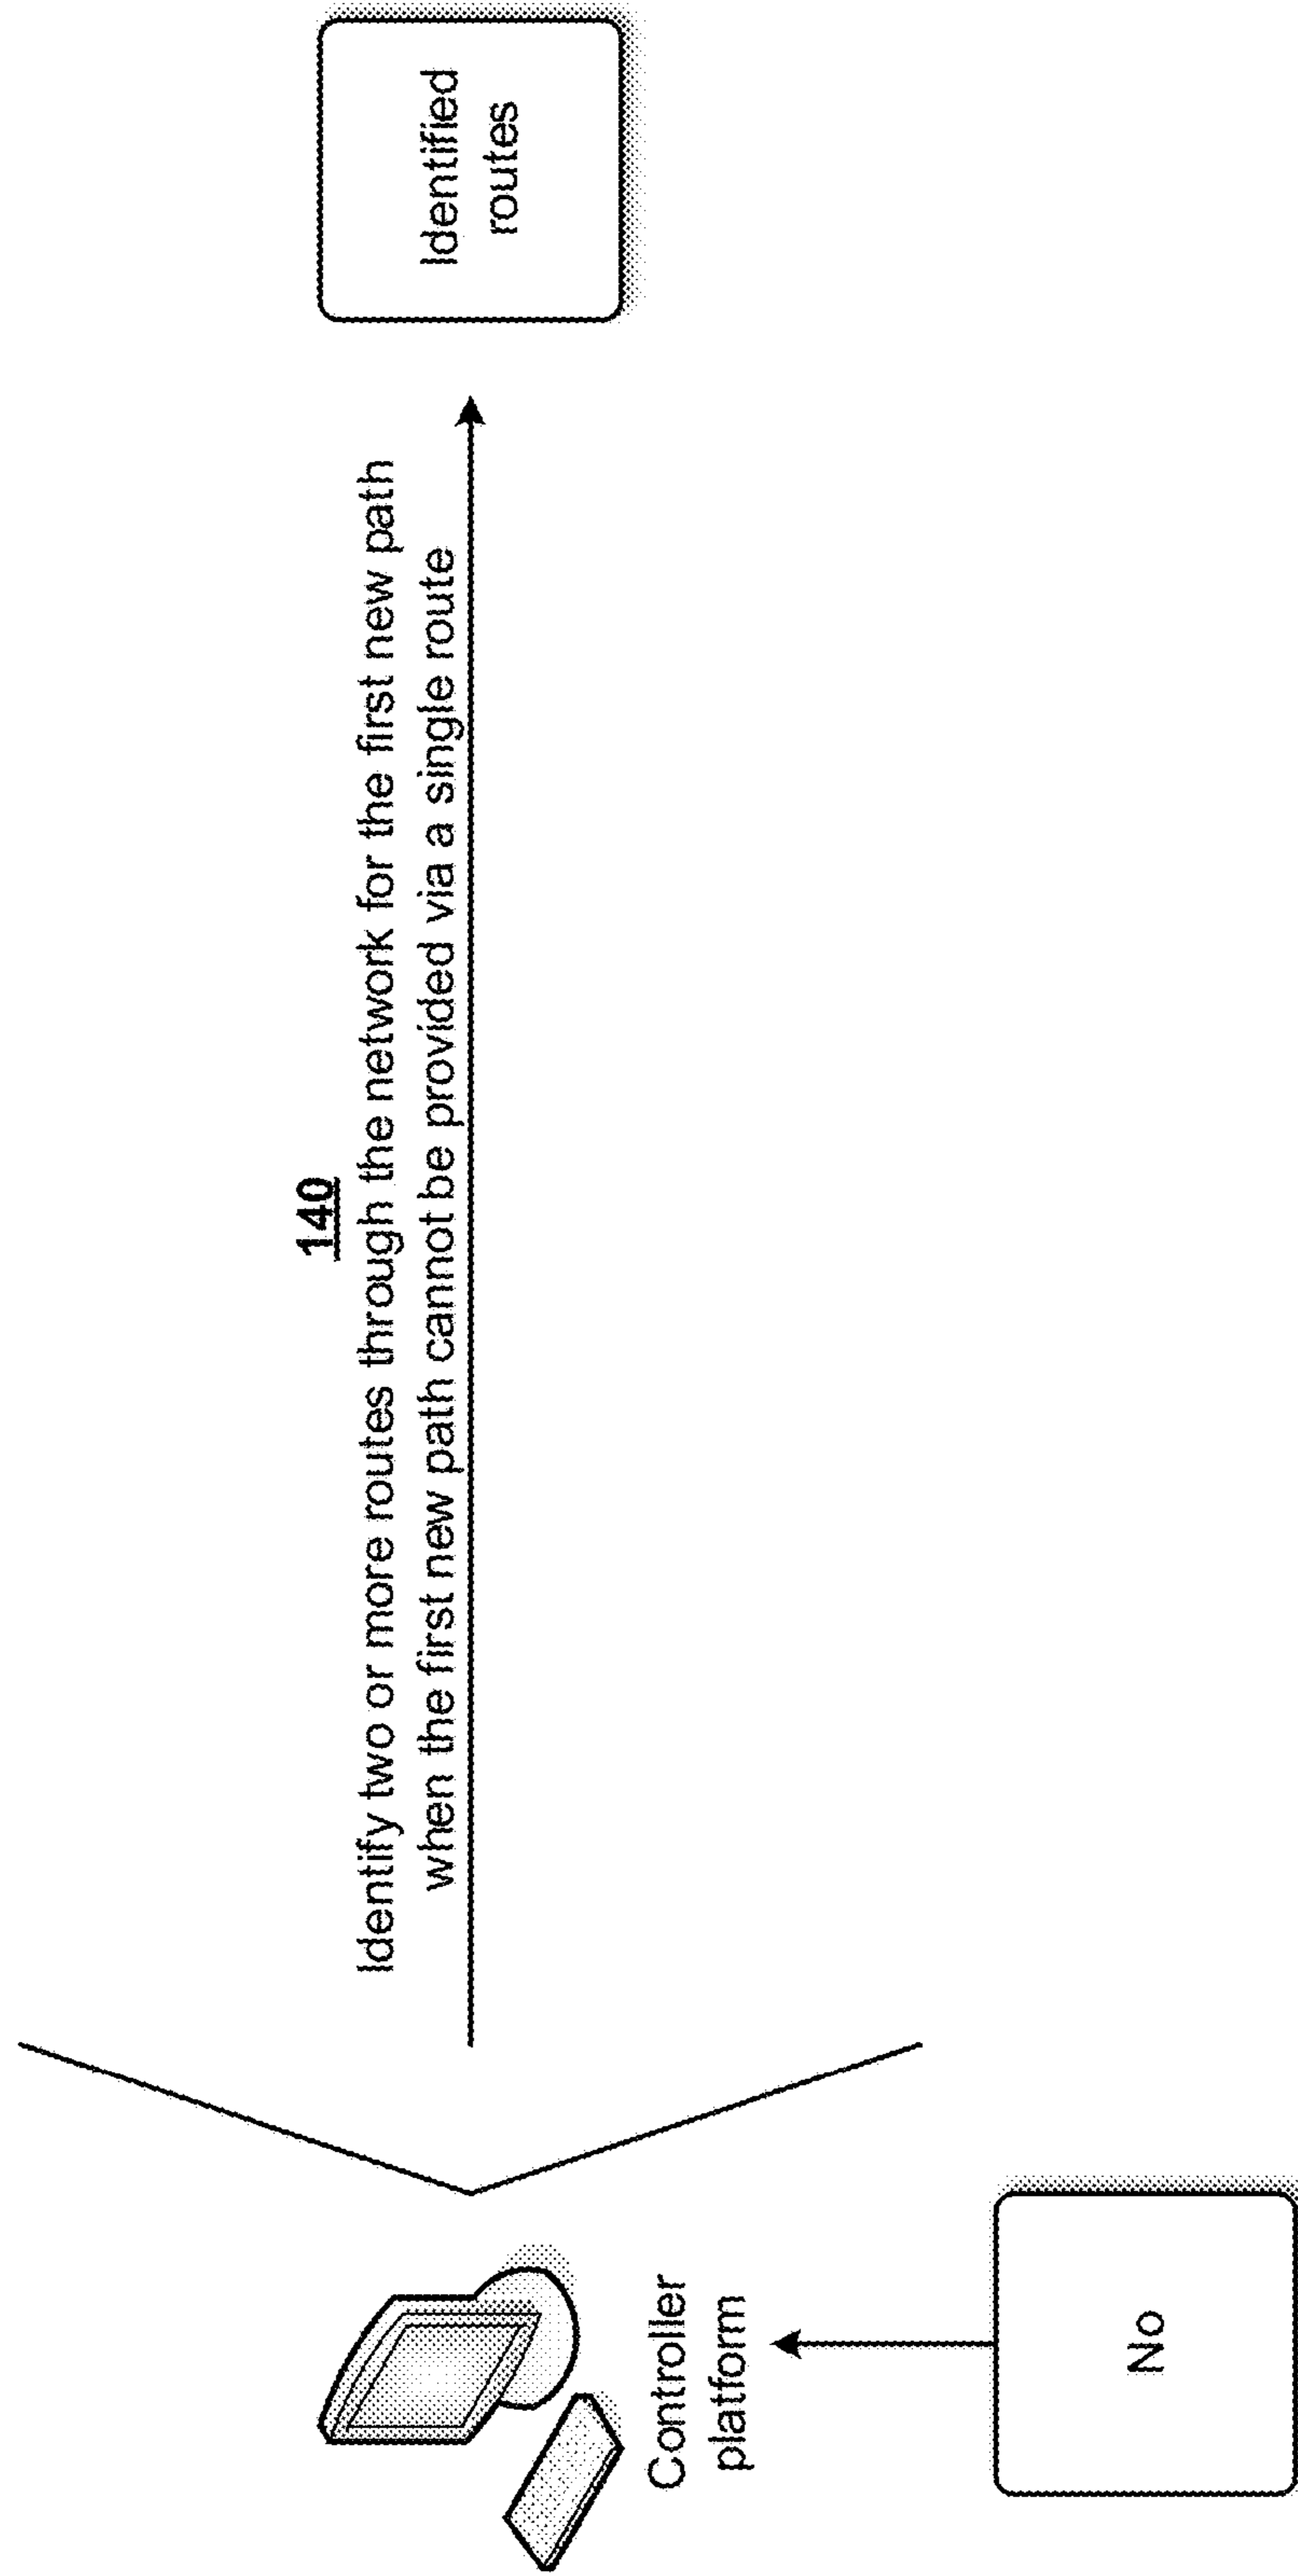 140
Identify two or more routes through the network for the first new path
when the first new path cannot be provided via a single route
Identified
routes
Controller
platform
No